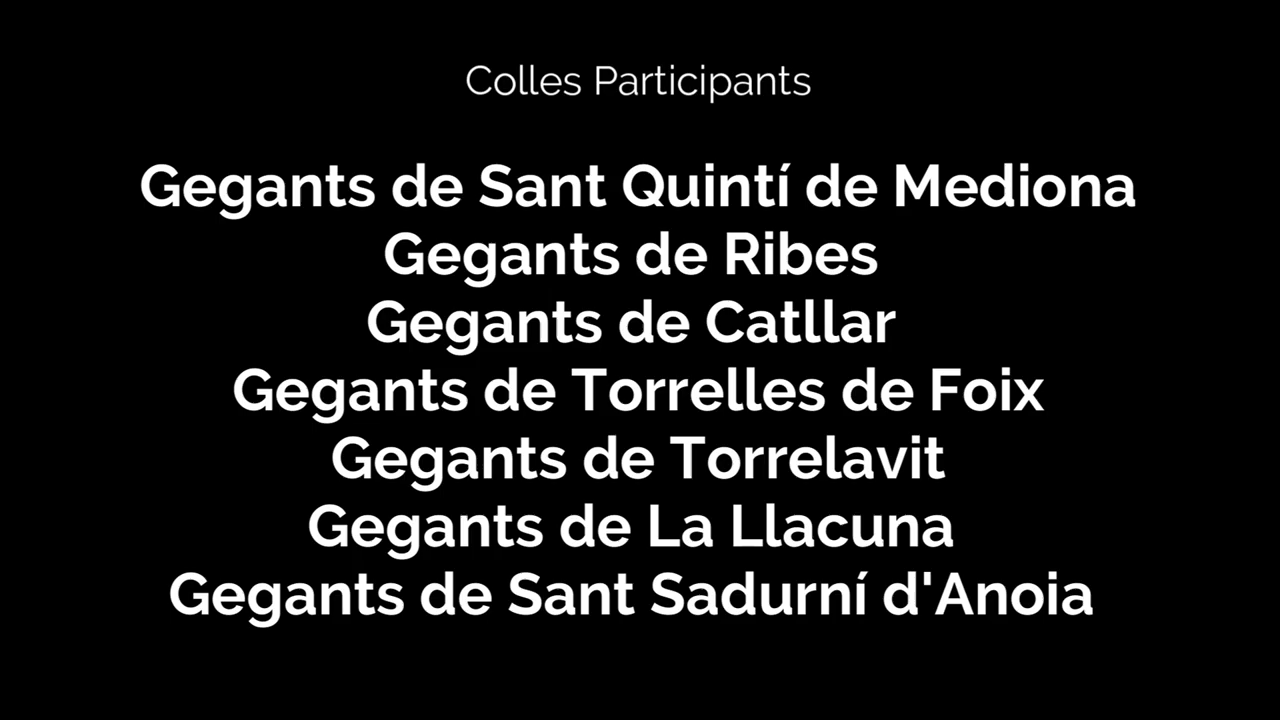 Colles Participants
Gegants de Sant Quintí de Mediona
Gegants de Ribes
Gegants de Catllar
Gegants de Torrelles de Foix
Gegants de Torrelavit
Gegants de La Llacuna
Gegants de Sant Sadurní d'Anoia